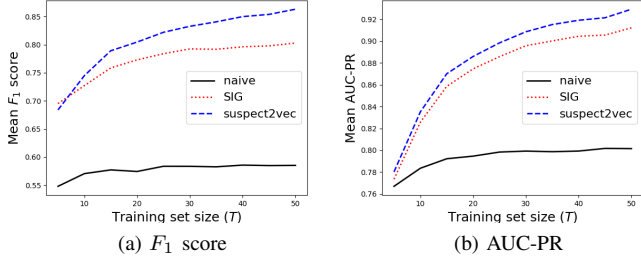 Mean F₁ score
0.85
0.80
0.75
0.70
0.65
0.60
0.55
naive
SIG
suspect2vec
10 20 30 40 50
Training set size (T)
(a) F₁ score
Mean AUC-PR
0.92
0.90
0.88
0.86
0.84
0.82
0.80
0.78
0.76
naive
SIG
suspect2vec
10 20 30 40 50
Training set size (T)
(b) AUC-PR